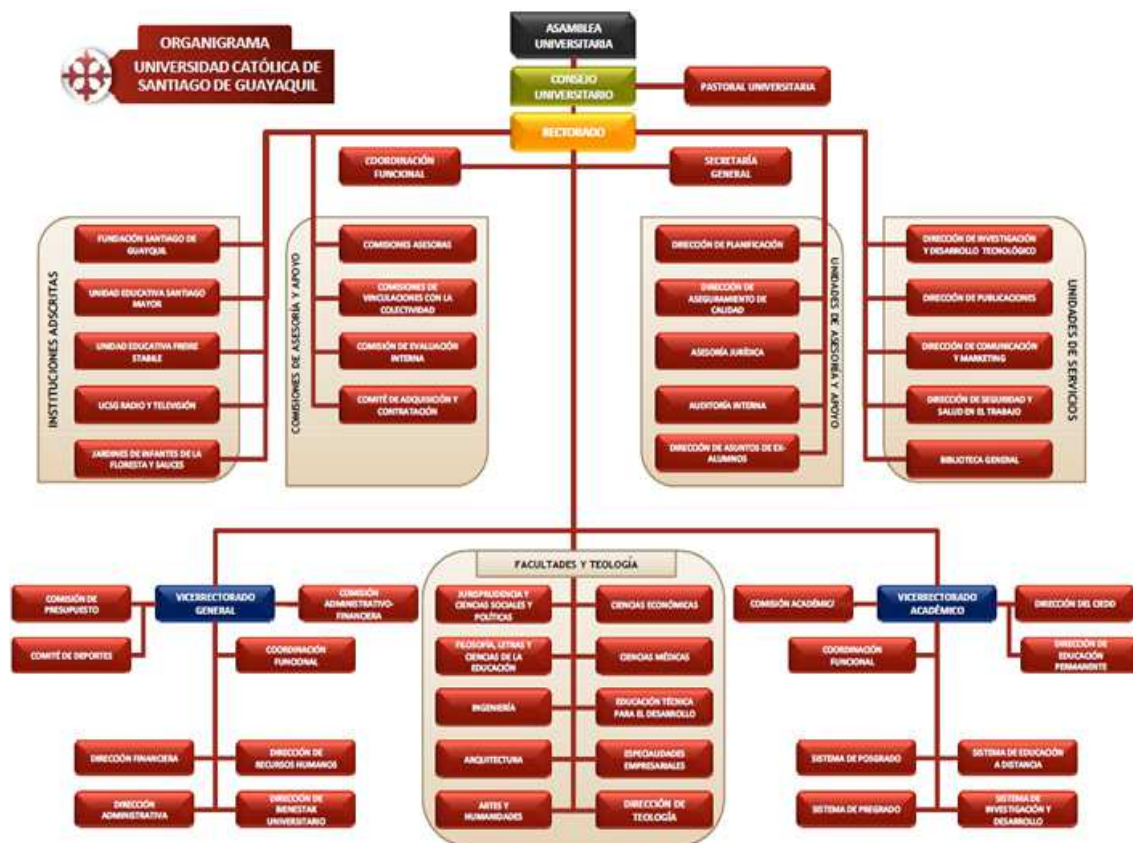 ORGANIGRAMA
UNIVERSIDAD CATÓLICA DE
SANTIAGO DE GUAYAQUIL
ASAMBLEA
UNIVERSITARIA
CONSEJO
UNIVERSITARIO
PASTORAL UNIVERSITARIA
RECTORADO
COORDINACIÓN
FUNCIONAL
SECRETARÍA
GENERAL
INSTITUCIONES ADSCRITAS
FUNDACIÓN SANTIAGO DE
GUAYQUIL
UNIDAD EDUCATIVA SANTIAGO
MAYOR
UNIDAD EDUCATIVA FREIRE
STABILE
UCSG RADIO Y TELEVISIÓN
JARDINES DE INFANTES DE LA
FLORESTA Y SAUCES
COMISIONES DE ASESORÍA Y APOYO
COMISIONES ASESORAS
COMISIONES DE
VINCULACIONES CON LA
COLECTIVIDAD
COMISIÓN DE EVALUACIÓN
INTERNA
COMITÉ DE ADQUISICIÓN Y
CONTRATACIÓN
DIRECCIÓN DE PLANIFICACIÓN
DIRECCIÓN DE
ASEGURAMIENTO DE
CALIDAD
ASESORÍA JURÍDICA
AUDITORÍA INTERNA
DIRECCIÓN DE ASUNTOS DE EX-
ALUMNOS
UNIDADES DE ASESORÍA Y APOYO
DIRECCIÓN DE INVESTIGACIÓN
Y DESARROLLO TECNOLÓGICO
DIRECCIÓN DE PUBLICACIONES
DIRECCIÓN DE COMUNICACIÓN
Y MARKETING
DIRECCIÓN DE SEGURIDAD Y
SALUD EN EL TRABAJO
BIBLIOTECA GENERAL
UNIDADES DE SERVICIOS
COMISIÓN DE
PRESUPUESTO
VICERRECTORADO
GENERAL
COMISIÓN
ADMINISTRATIVO-
FINANCIERA
COMITÉ DE DEPORTES
COORDINACIÓN
FUNCIONAL
DIRECCIÓN FINANCIERA
DIRECCIÓN DE
RECURSOS HUMANOS
DIRECCIÓN
ADMINISTRATIVA
DIRECCIÓN DE
BIENESTAR
UNIVERSITARIO
FACULTADES Y TEOLOGÍA
JURISPRUDENCIA Y
CIENCIAS SOCIALES Y
POLÍTICAS
CIENCIAS ECONÓMICAS
FILOSOFÍA, LETRAS Y
CIENCIAS DE LA
EDUCACIÓN
CIENCIAS MÉDICAS
INGENIERÍA
EDUCACIÓN TÉCNICA
PARA EL DESARROLLO
ARQUITECTURA
ESPECIALIDADES
EMPRESARIALES
ARTES Y
HUMANIDADES
DIRECCIÓN DE
TEOLOGÍA
COMISIÓN ACADÉMIC
VICERRECTORADO
ACADÉMICO
DIRECCIÓN DEL CIEDD
COORDINACIÓN
FUNCIONAL
DIRECCIÓN DE
EDUCACIÓN
PERMANENTE
SISTEMA DE POSGRADO
SISTEMA DE EDUCACIÓN
A DISTANCIA
SISTEMA DE PREGRADO
SISTEMA DE
INVESTIGACIÓN Y
DESARROLLO